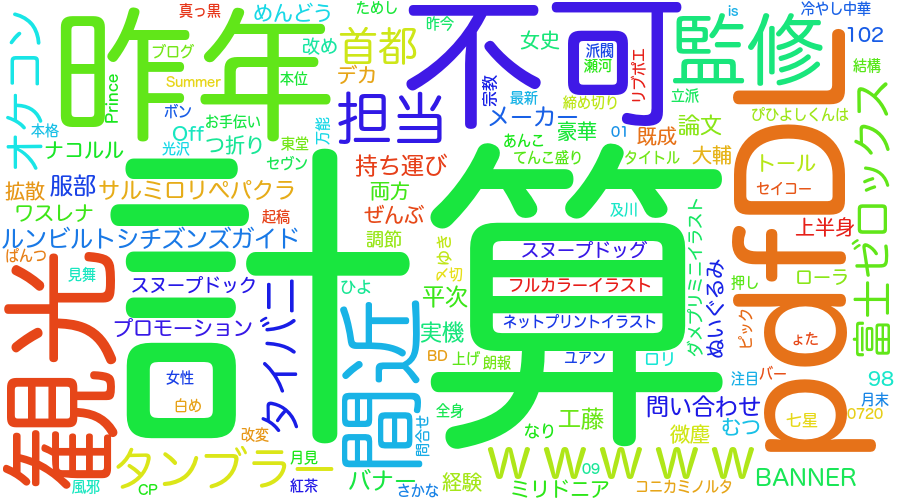 真っ黒
めんどう
ためし
昨今
不可
is
冷やし中華
オケコン
昨年
ブログ
改め
首都
女史
派閥
瀬河
監修
102
Prince
Summer
本位
デカ
宗教
リブポエ
結構
本格
ボン
お手伝い
万能
担当
最新
メーカー
締め切り
立派
ぴひよしくんは
ナコルル
光沢
Off
つ折り
東堂
あんこ
豪華
01
既成
論文
ppdfDL
富士ゼロックス
セヴン
持ち運び
てんこ盛り
タイトル
大輔
トール
拡散
服部
サルミロリペパクラ
両方
セイコー
ワスレナ
起稿
ぜんぶ
及川
上半身
ルンビルトシチズンズガイド
調節
計算
スヌープドッグ
ダメプリミニイラスト
ぱんつ
見舞
スヌープドック
ひよ
〆ゆき
〆切
フルカラーイラスト
ぬいぐるみ
押し
ローラ
観光
タイバニ
平次
プロモーション
間近
実機
ネットプリントイラスト
ピック
ょた
BD
上げ
朗報
ユアン
ロリ
女性
注目
バー
98
白め
全身
問い合わせ
月末
改変
問合せ
なり
工藤
微塵
むつ
七星
0720
タンブラー
月見
ｗｗｗｗｗ
風邪
CP
紅茶
バナー
さかな
経験
09
ミリドニア
コニカミノルタ
BANNER